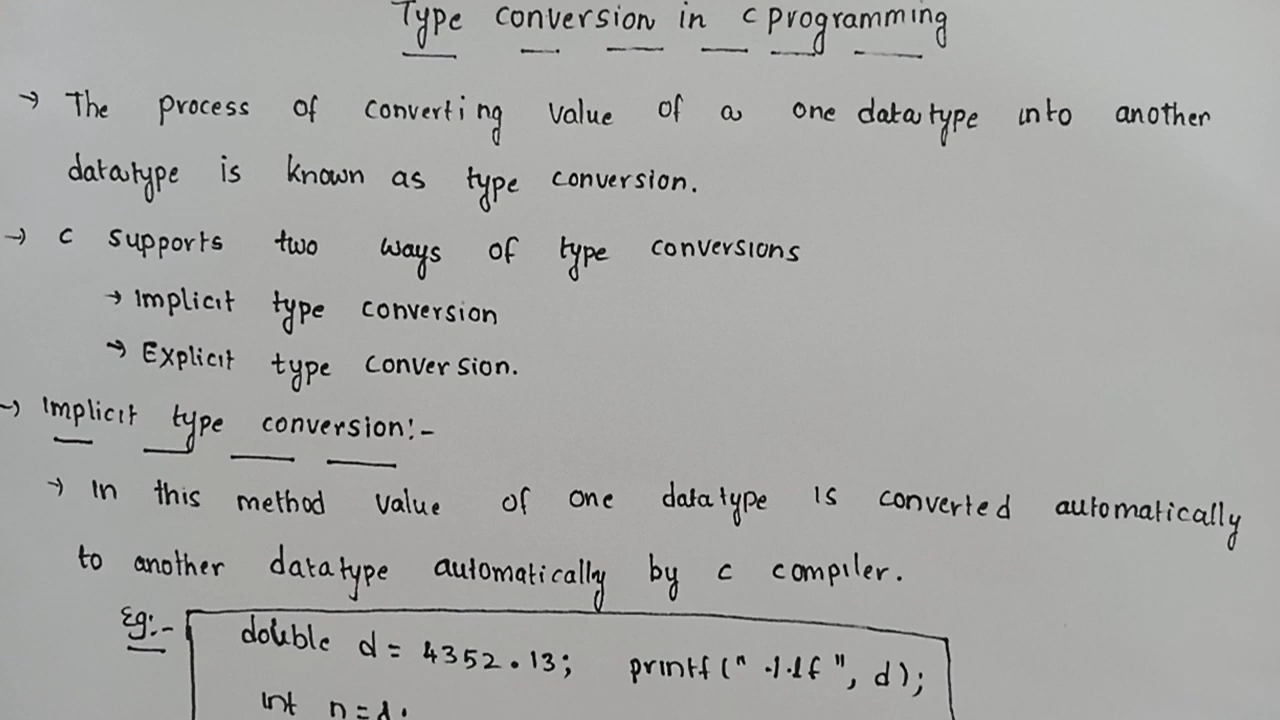 Type conversion in c programming
→ The process of converting value of a one datatype into another
datatype is known as type conversion.
→ c supports two ways of type conversions
→ Implicit type conversion
→ Explicit type conversion.
→ Implicit type conversion:-
→ In this method value of one datatype is converted automatically
to another datatype automatically by c compiler.
Eg:- double d = 4352.13; printf("%lf", d);
int n=d;